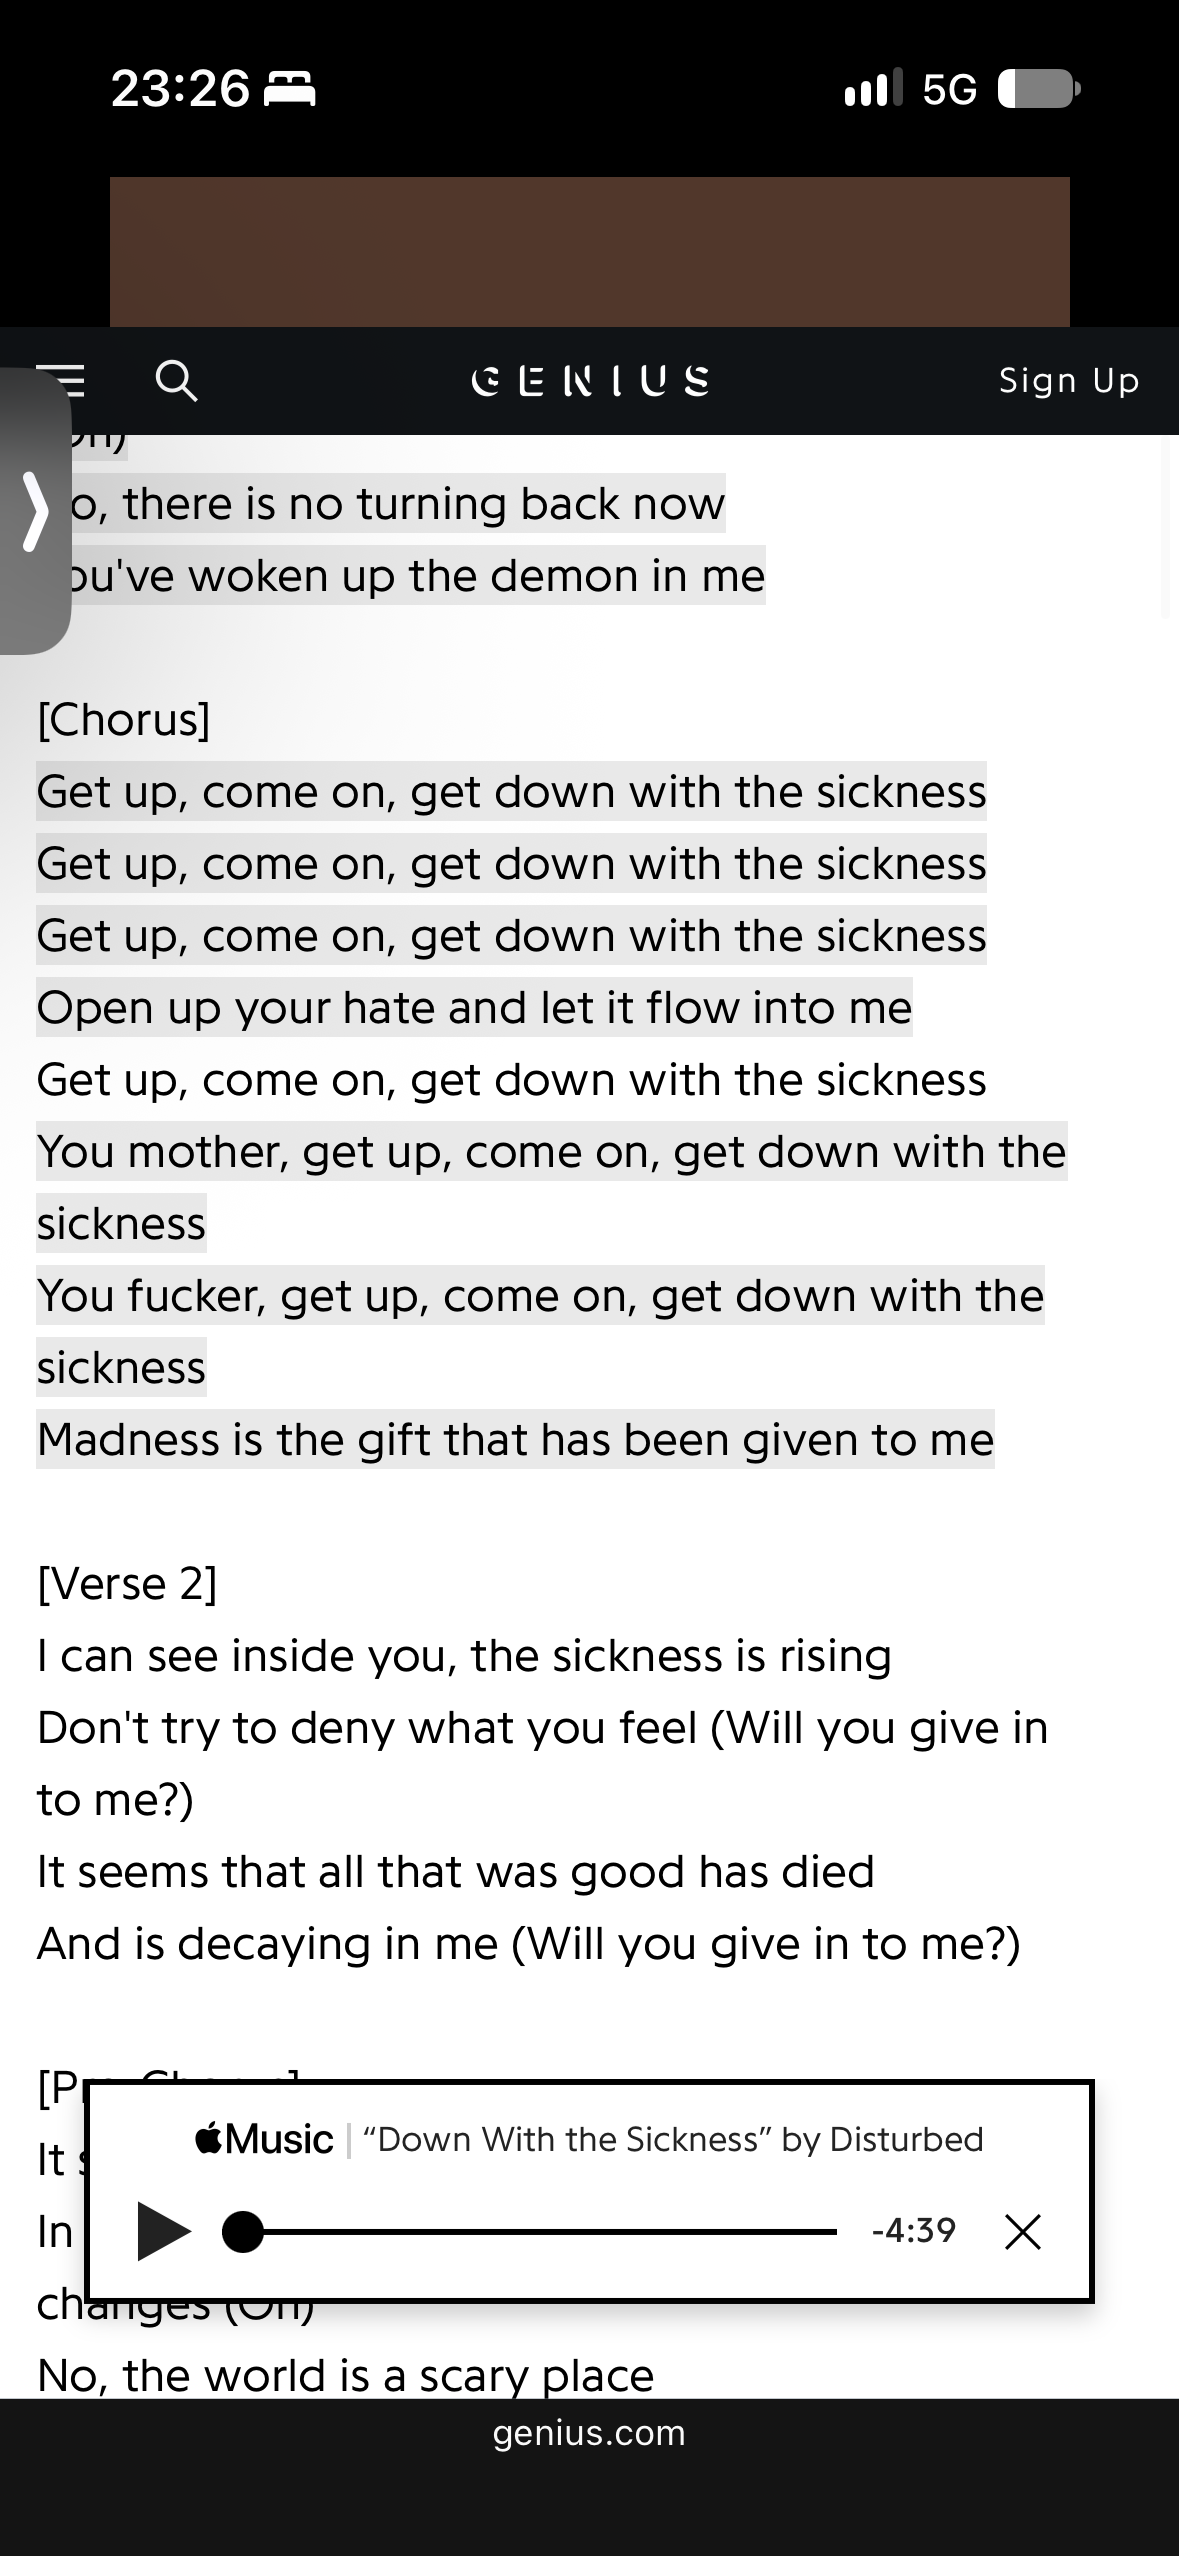 23:26
5G
GENIUS
Sign Up
there is no turning back now
woken up the demon in me
[Chorus]
Get up, come on, get down with the sickness
Get up, come on, get down with the sickness
Get up, come on, get down with the sickness
Open up your hate and let it flow into me
Get up, come on, get down with the sickness
You mother, get up, come on, get down with the
sickness
You fucker, get up, come on, get down with the
sickness
Madness is the gift that has been given to me
[Verse 2]
I can see inside you, the sickness is rising
Don't try to deny what you feel (Will you give in
to me?)
It seems that all that was good has died
And is decaying in me (Will you give in to me?)
It
In
Music | “Down With the Sickness” by Disturbed
-4:39
changes (Oh)
No, the world is a scary place
genius.com